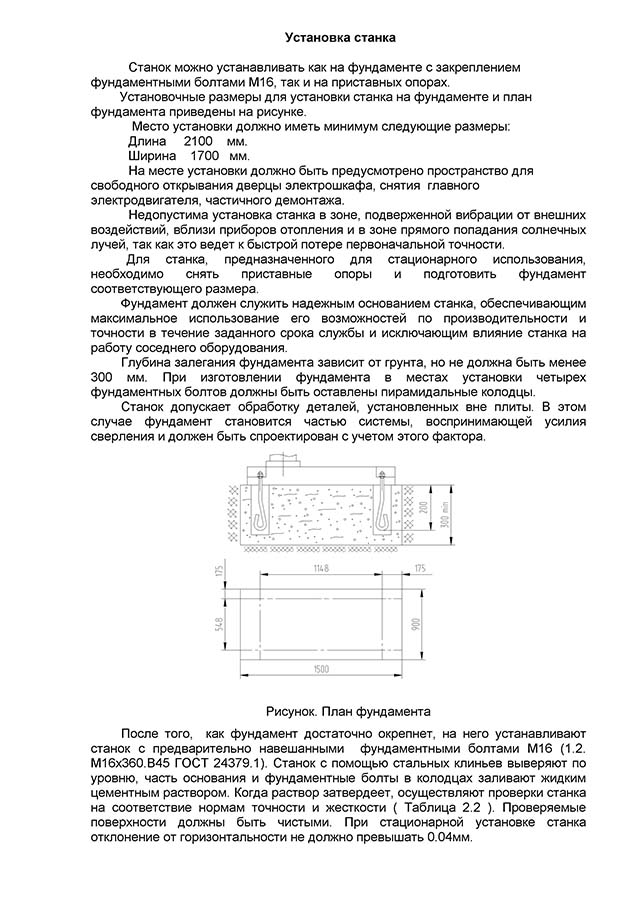 Установка станка
Станок можно устанавливать как на фундаменте с закреплением
фундаментными болтами М16, так и на приставных опорах.
Установочные размеры для установки станка на фундаменте и план
фундамента приведены на рисунке.
Место установки должно иметь минимум следующие размеры:
Длина 2100 мм.
Ширина 1700 мм.
На месте установки должно быть предусмотрено пространство для
свободного открывания дверцы электрошкафа, снятия главного
электродвигателя, частичного демонтажа.
Недопустима установка станка в зоне, подверженной вибрации от внешних
воздействий, вблизи приборов отопления и в зоне прямого попадания солнечных
лучей, так как это ведет к быстрой потере первоначальной точности.
Для станка, предназначенного для стационарного использования,
необходимо снять приставные опоры и подготовить фундамент
соответствующего размера.
Фундамент должен служить надежным основанием станка, обеспечивающим
максимальное использование его возможностей по производительности и
точности в течение заданного срока службы и исключающим влияние станка на
работу соседнего оборудования.
Глубина залегания фундамента зависит от грунта, но не должна быть менее
300 мм. При изготовлении фундамента в местах установки четырех
фундаментных болтов должны быть оставлены пирамидальные колодцы.
Станок допускает обработку деталей, установленных вне плиты. В этом
случае фундамент становится частью системы, воспринимающей усилия
сверления и должен быть спроектирован с учетом этого фактора.
200
300 min
175
1148
175
548
900
1500
Рисунок. План фундамента
После того, как фундамент достаточно окрепнет, на него устанавливают
станок с предварительно навешанными фундаментными болтами М16 (1.2.
М16х360.В45 ГОСТ 24379.1). Станок с помощью стальных клиньев выверяют по
уровню, часть основания и фундаментные болты в колодцах заливают жидким
цементным раствором. Когда раствор затвердеет, осуществляют проверки станка
на соответствие нормам точности и жесткости ( Таблица 2.2 ). Проверяемые
поверхности должны быть чистыми. При стационарной установке станка
отклонение от горизонтальности не должно превышать 0.04мм.